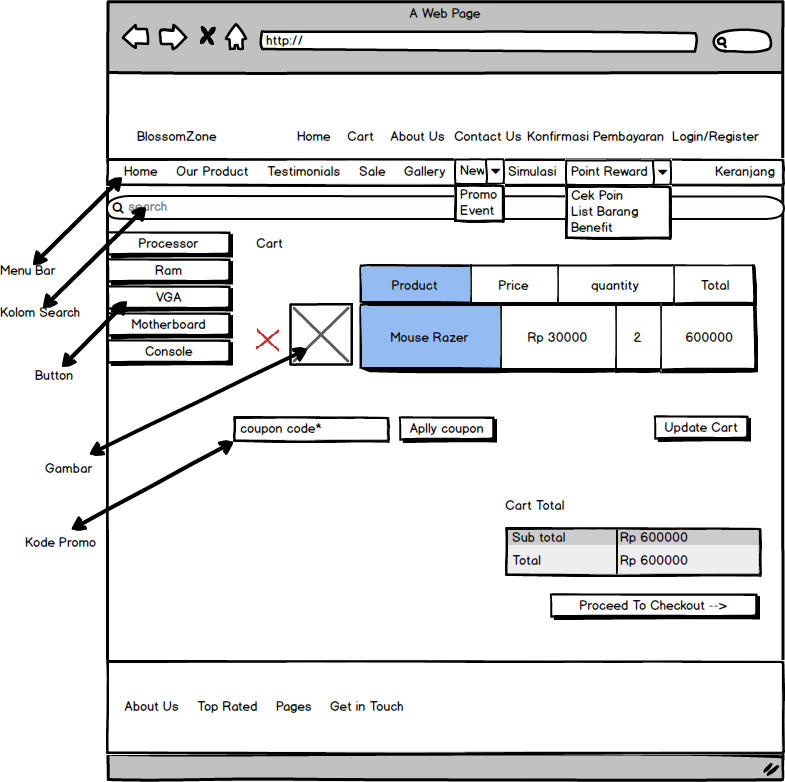 A Web Page
http://
BlossomZone Home Cart About Us Contact Us Konfirmasi Pembayaran Login/Register
Home Our Product Testimonials Sale Gallery New Simulasi Point Reward Keranjang
search
Promo
Event
Cek Poin
List Barang
Benefit
Processor
Ram
VGA
Motherboard
Console
Menu Bar
Kolom Search
Button
Gambar
Kode Promo
Cart
Product Price quantity Total
Mouse Razer Rp 30000 2 600000
coupon code* Aplly coupon Update Cart
Cart Total
Sub total Rp 600000
Total Rp 600000
Proceed To Checkout -->
About Us Top Rated Pages Get in Touch